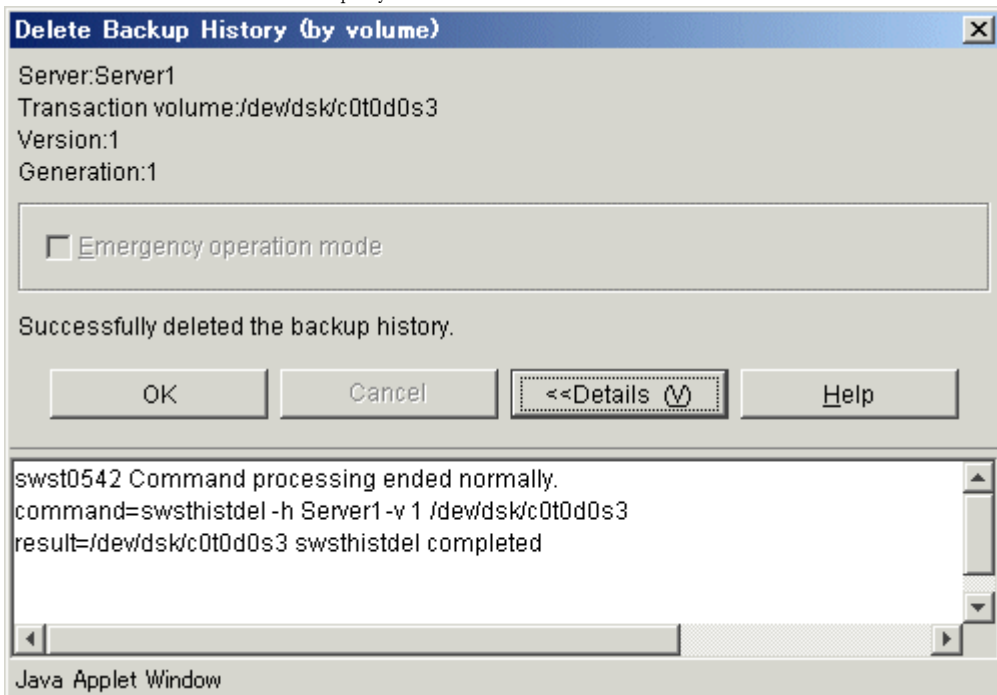 Delete Backup History (by volume)
Server:Server1
Transaction volume:/dev/dsk/c0t0d0s3
Version:1
Generation:1
Emergency operation mode
Successfully deleted the backup history.
OK Cancel <<Details (V) Help
swst0542 Command processing ended normally.
command=swsthistdel -h Server1 -v 1 /dev/dsk/c0t0d0s3
result=/dev/dsk/c0t0d0s3 swsthistdel completed
Java Applet Window